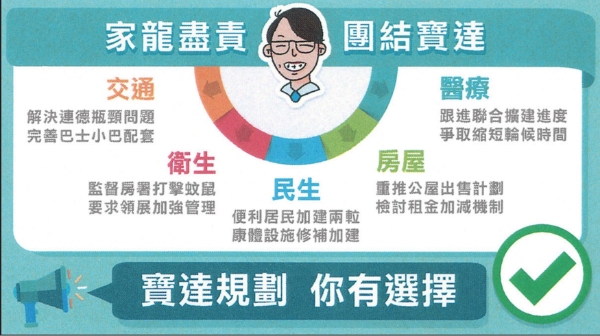 家龍盡責 團結寶達
交通
解決連德瓶頸問題
完善巴士小巴配套
醫療
跟進聯合擴建進度
爭取縮短輪候時間
衛生
監督房署打擊蚊鼠
要求領展加強管理
民生
便利居民加建兩𨋢
康體設施修補加建
房屋
重推公屋出售計劃
檢討租金加減機制
寶達規劃 你有選擇